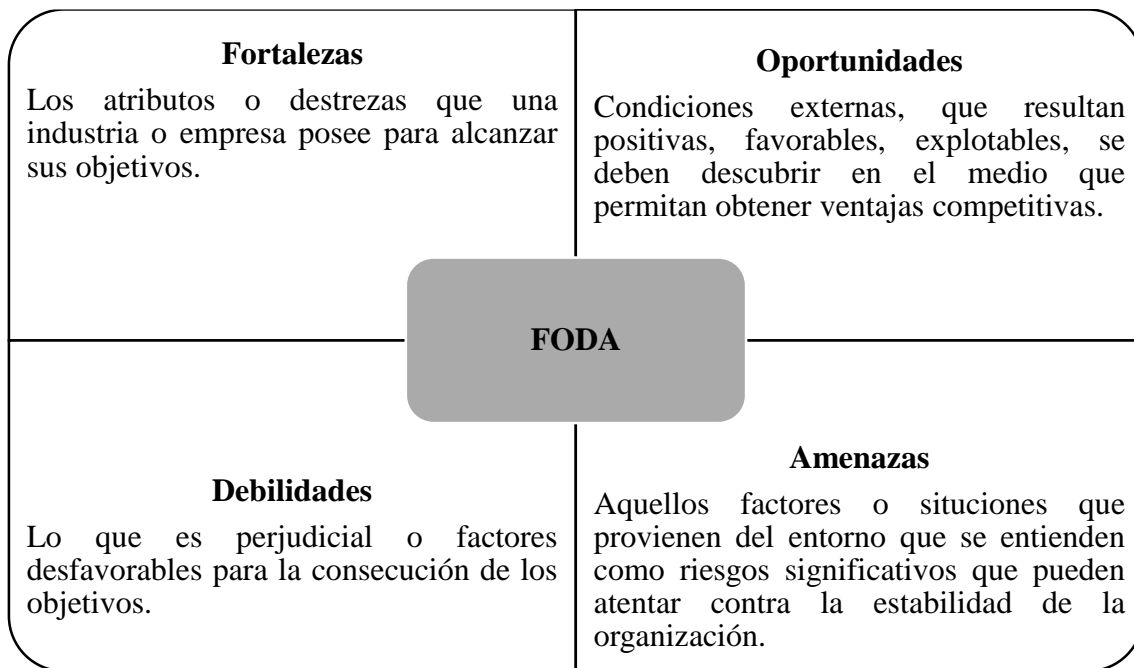 Fortalezas
Los atributos o destrezas que una
industria o empresa posee para alcanzar
sus objetivos.
Oportunidades
Condiciones externas, que resultan
positivas, favorables, explotables, se
deben descubrir en el medio que
permitan obtener ventajas competitivas.
FODA
Debilidades
Lo que es perjudicial o factores
desfavorables para la consecución de los
objetivos.
Amenazas
Aquellos factores o situciones que
provienen del entorno que se entienden
como riesgos significativos que pueden
atentar contra la estabilidad de la
organización.